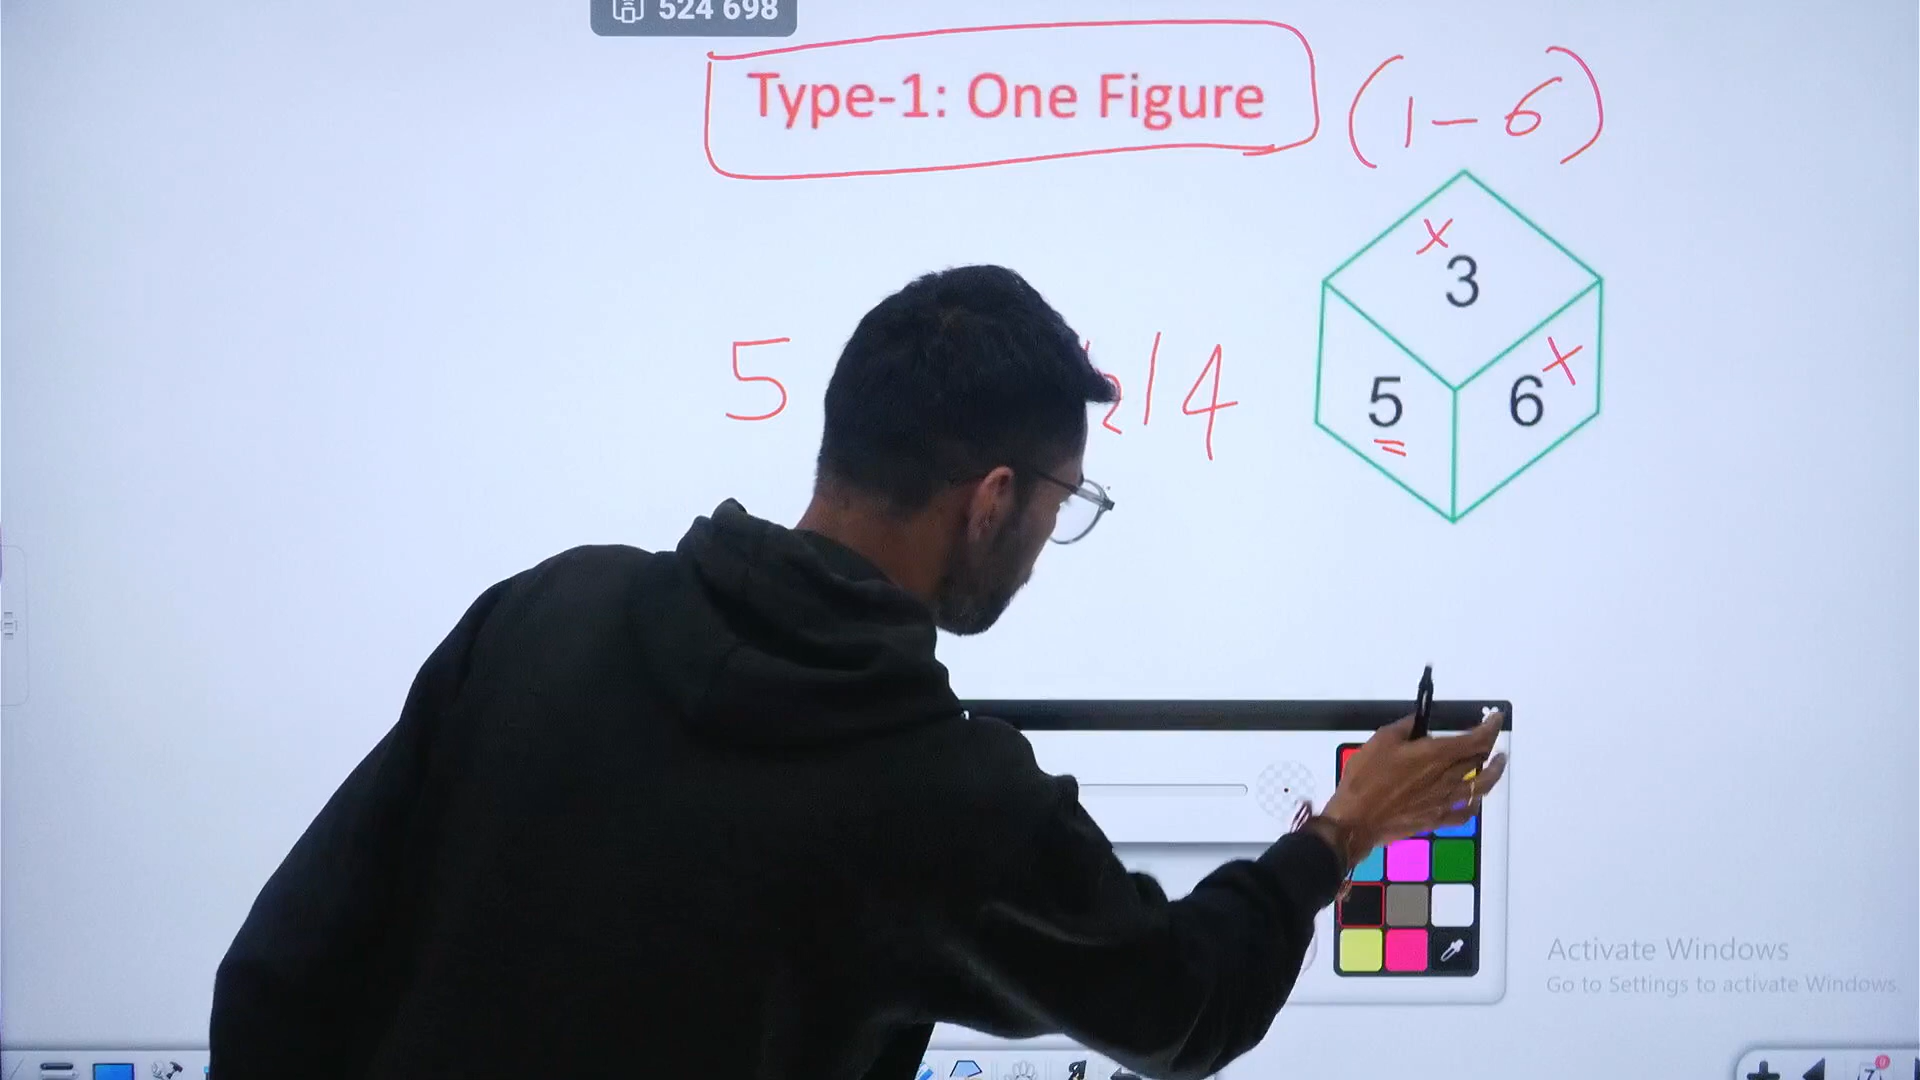 524 698
Type-1: One Figure (1-6)
3
5 / 4
5 6
Activate Windows
Go to Settings to activate Windows.